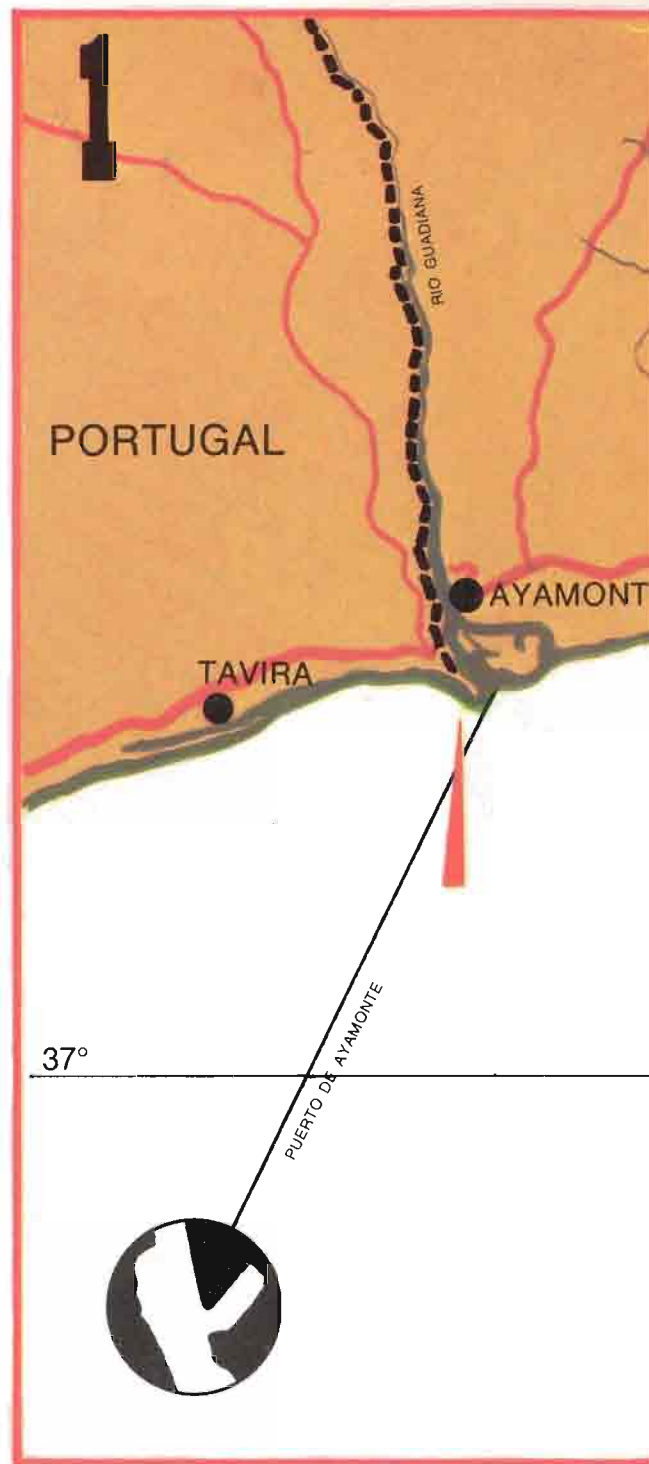 1
RIO GUADIANA
PORTUGAL
AYAMONT
TAVIRA
37°
PUERTO DE AYAMONTE